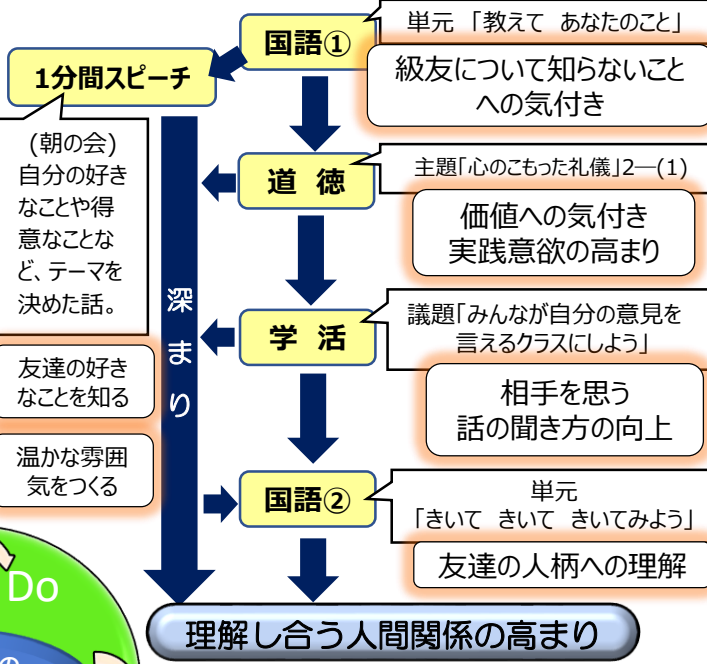 国語①
単元 「教えて あなたのこと」
級友について知らないこと
への気付き
1分間スピーチ
(朝の会)
自分の好き
なことや得
意なことな
ど、テーマを
決めた話。
友達の好き
なことを知る
温かな雰囲
気をつくる
深まり
道 徳
主題「心のこもった礼儀」2―(1)
価値への気付き
実践意欲の高まり
学 活
議題「みんなが自分の意見を
言えるクラスにしよう」
相手を思う
話の聞き方の向上
国語②
単元
「きいて きいて きいてみよう」
友達の人柄への理解
Do
の
理解し合う人間関係の高まり